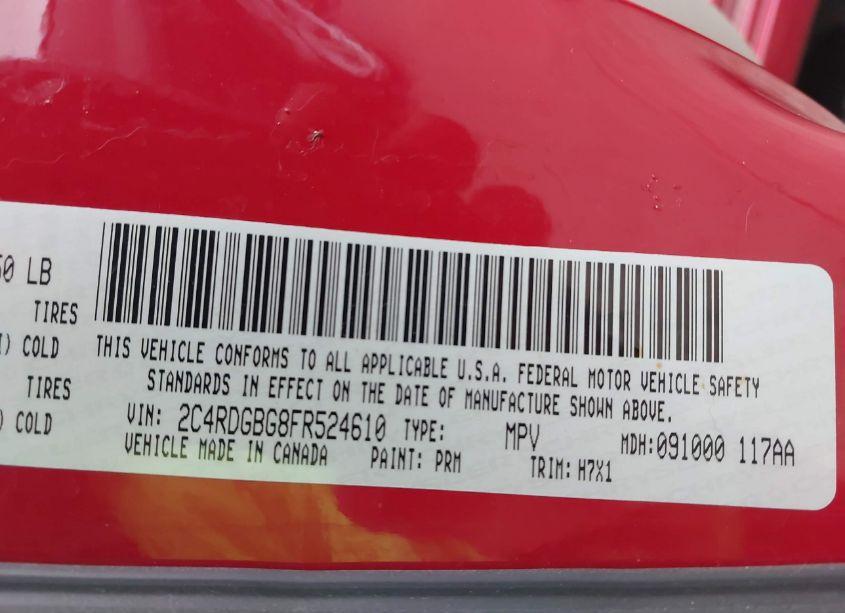 50 LB
TIRES
COLD
TIRES
COLD
THIS VEHICLE CONFORMS TO ALL APPLICABLE U.S.A. FEDERAL MOTOR VEHICLE SAFETY
STANDARDS IN EFFECT ON THE DATE OF MANUFACTURE SHOWN ABOVE.
VIN: 2C4RDGBG8FR524610 TYPE: MPV MDH:091000 117AA
VEHICLE MADE IN CANADA PAINT: PRM TRIM: H7X1